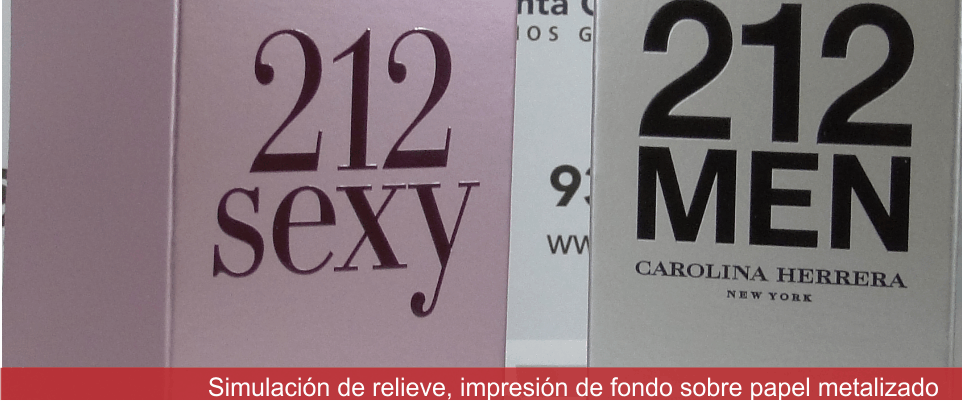 212
sexy
212
MEN
CAROLINA HERRERA
NEW YORK
Simulación de relieve, impresión de fondo sobre papel metalizado